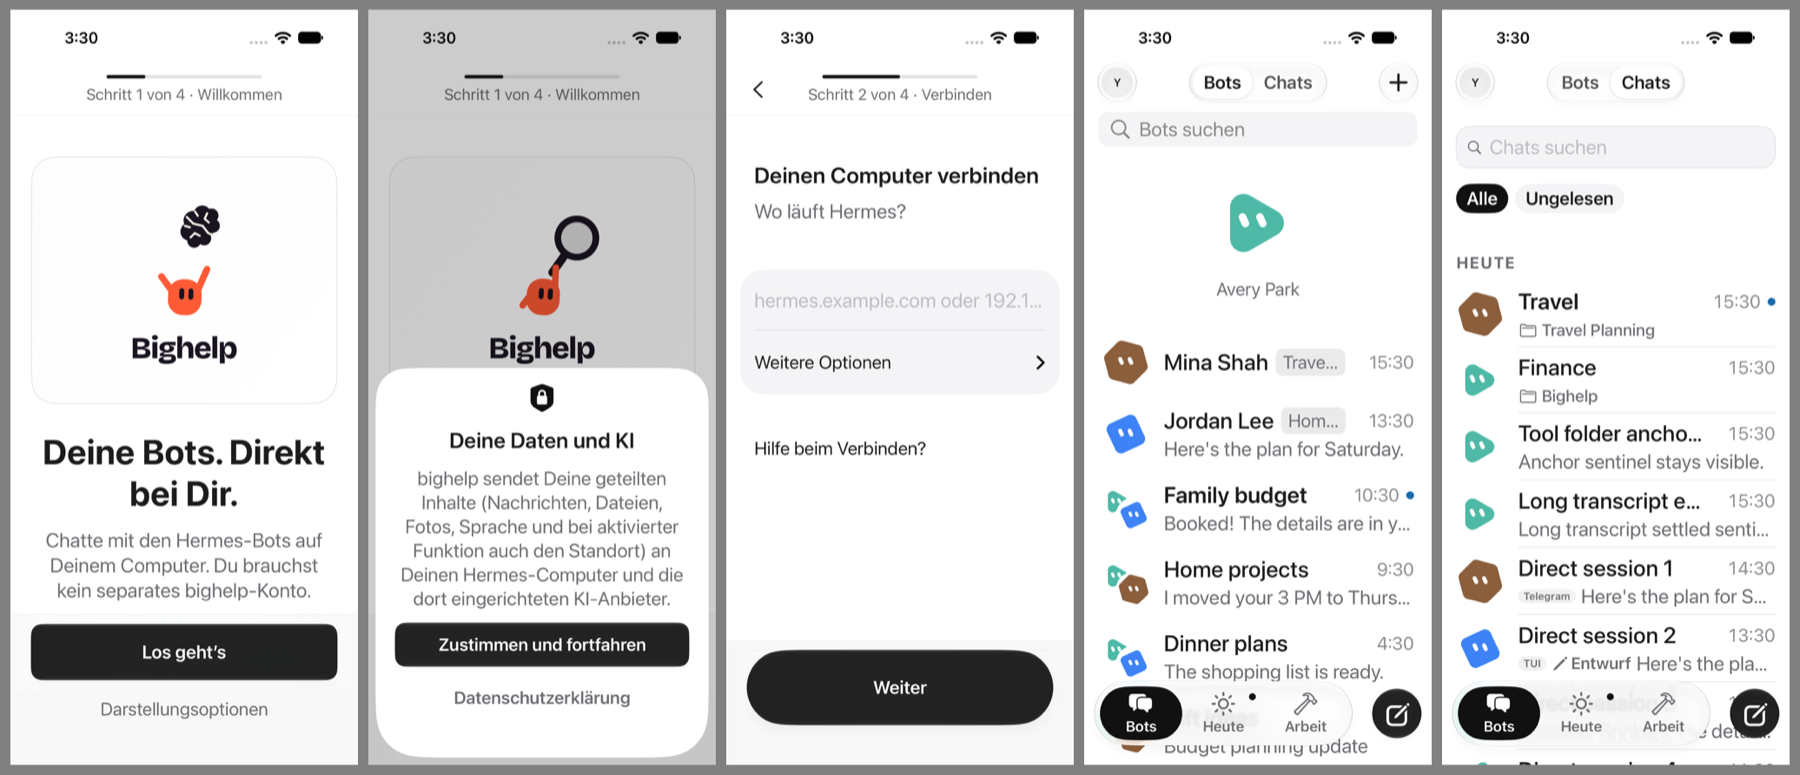 3:30
Schritt 1 von 4 · Willkommen
Bighelp
Deine Bots. Direkt
bei Dir.
Chatte mit den Hermes-Bots auf
Deinem Computer. Du brauchst
kein separates bighelp-Konto.
Los geht's
Darstellungsoptionen
3:30
Schritt 1 von 4 · Willkommen
Bighelp
Deine Daten und KI
bighelp sendet Deine geteilten
Inhalte (Nachrichten, Dateien,
Fotos, Sprache und bei aktivierter
Funktion auch den Standort) an
Deinen Hermes-Computer und die
dort eingerichteten KI-Anbieter.
Zustimmen und fortfahren
Datenschutzerklärung
3:30
Schritt 2 von 4 · Verbinden
Deinen Computer verbinden
Wo läuft Hermes?
hermes.example.com oder 192.1...
Weitere Optionen
Hilfe beim Verbinden?
Weiter
3:30
Y Bots Chats
Bots suchen
Avery Park
Mina Shah Trave... 15:30
Jordan Lee Hom... 13:30
Here's the plan for Saturday.
Family budget 10:30
Booked! The details are in y...
Home projects 9:30
I moved your 3 PM to Thurs...
Dinner plans 4:30
The shopping list is ready.
Bots Heute Arbeit
Budget planning update
3:30
Y Bots Chats
Chats suchen
Alle Ungelesen
HEUTE
Travel 15:30
Travel Planning
Finance 15:30
Bighelp
Tool folder ancho... 15:30
Anchor sentinel stays visible.
Long transcript e... 15:30
Long transcript settled senti...
Direct session 1 14:30
Telegram Here's the plan for S...
Direct session 2 13:30
TUI Entwurf Here's the pla...
Bots Heute Arbeit